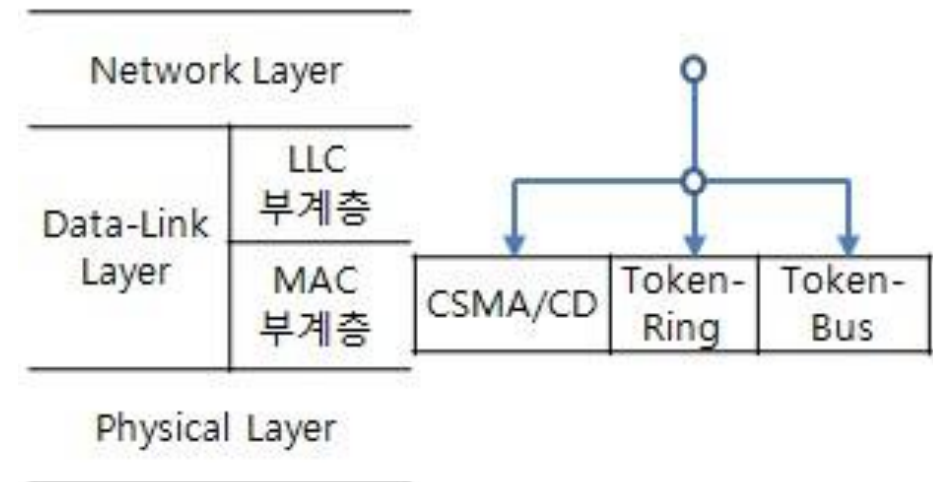 Network Layer
LLC
부계층
Data-Link
Layer
MAC
부계층
CSMA/CD
Token-
Ring
Token-
Bus
Physical Layer